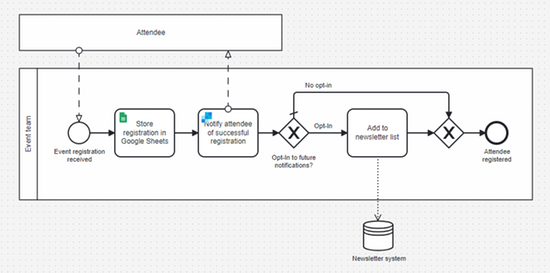 Attendee
Event team
No opt-in
Store
registration in
Google Sheets
Notify attendee
of successful
registration
Opt-In
Add to
newsletter list
Event registration
received
Opt-In to future
notifications?
Attendee
registered
Newsletter system